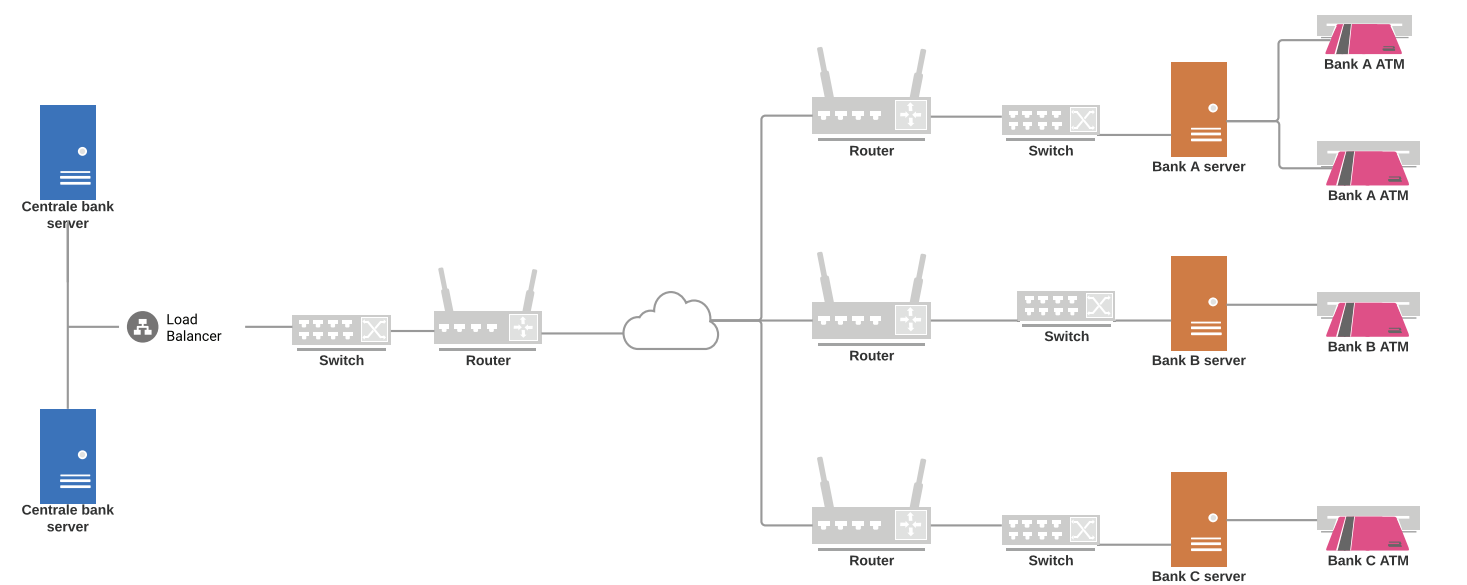 Bank A ATM
Router
Switch
Bank A server
Bank A ATM
Centrale bank
server
Load
Balancer
Switch
Router
Router
Switch
Bank B server
Bank B ATM
Centrale bank
server
Router
Switch
Bank C server
Bank C ATM